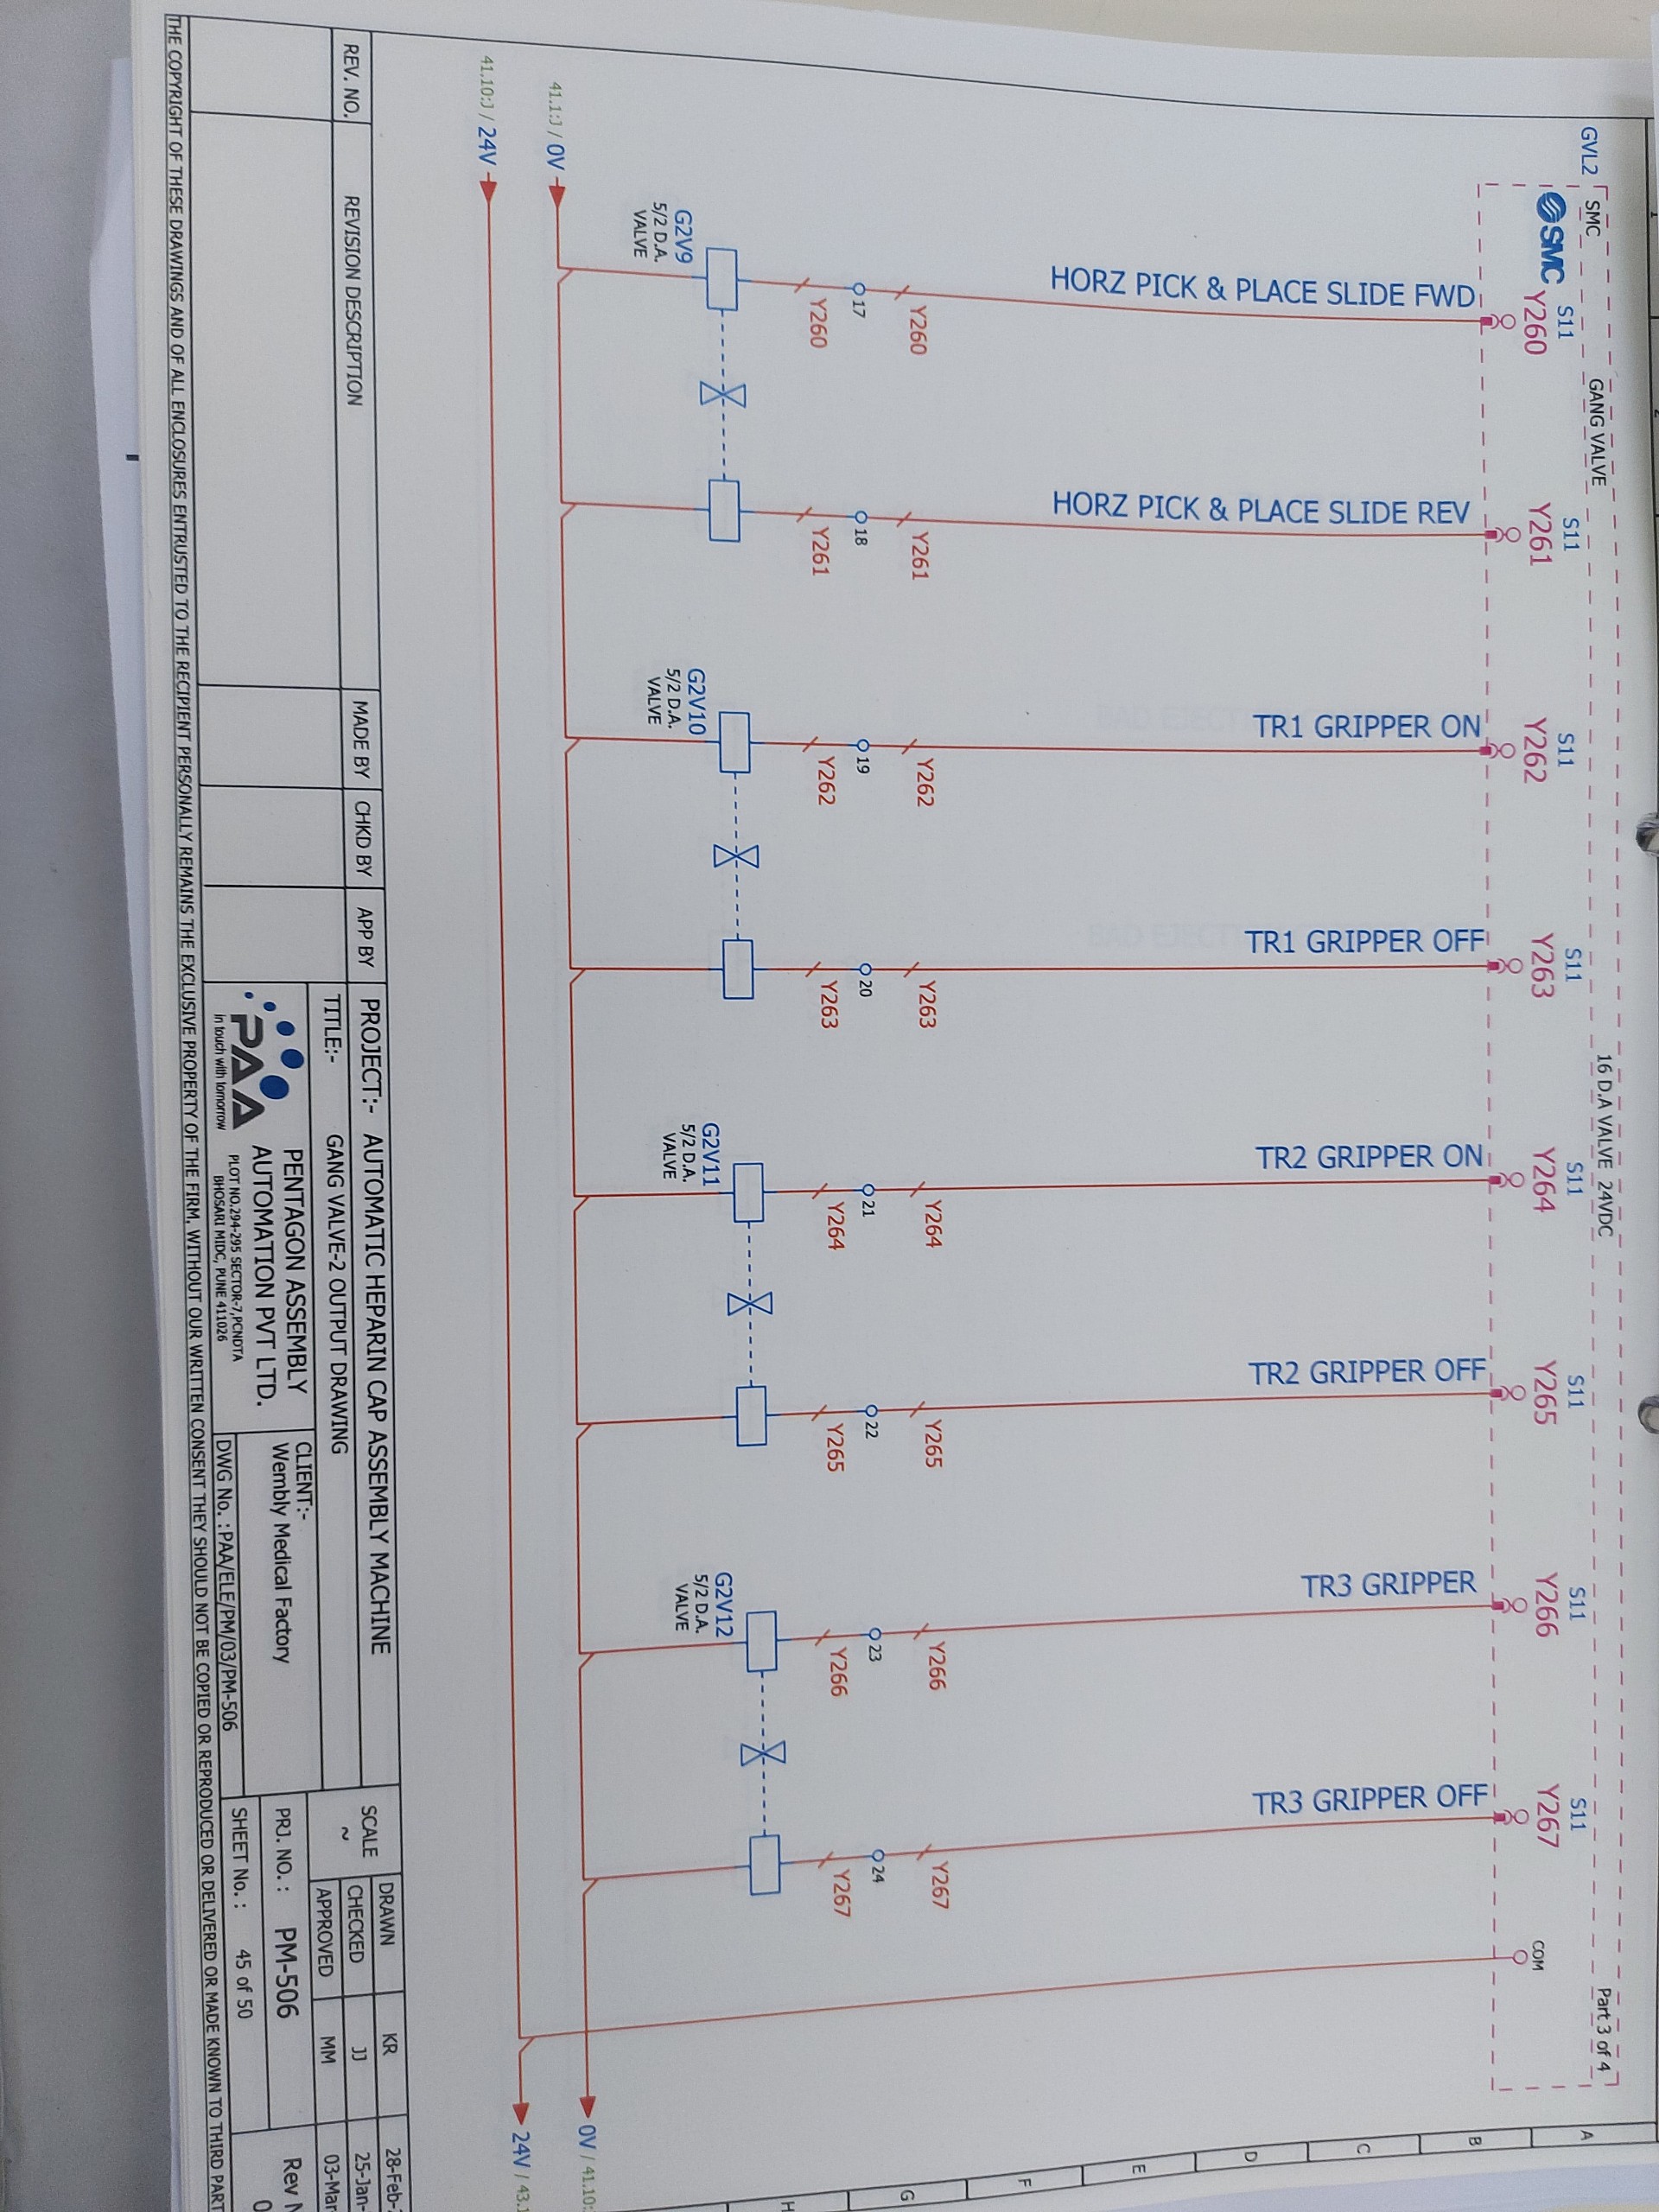 1
2
GVL2
SMC
GANG VALVE
16 D.A VALVE 24VDC
Part 3 of 4
SMC
S11
S11
S11
S11
S11
S11
S11
S11
Y260
Y261
Y262
Y263
Y264
Y265
Y266
Y267
COM
HORZ PICK & PLACE SLIDE FWD
HORZ PICK & PLACE SLIDE REV
TR1 GRIPPER ON
TR1 GRIPPER OFF
TR2 GRIPPER ON
TR2 GRIPPER OFF
TR3 GRIPPER
TR3 GRIPPER OFF
Y260
Y261
Y262
Y263
Y264
Y265
Y266
Y267
17
18
19
20
21
22
23
24
Y260
Y261
Y262
Y263
Y264
Y265
Y266
Y267
G2V9
5/2 D.A.
VALVE
G2V10
5/2 D.A.
VALVE
G2V11
5/2 D.A.
VALVE
G2V12
5/2 D.A.
VALVE
A
B
C
D
E
F
G
H
41.1:J / 0V
0V / 41.10:
41.10:J / 24V
24V / 43.1
REV. NO.
REVISION DESCRIPTION
MADE BY
CHKD BY
APP BY
PROJECT:- AUTOMATIC HEPARIN CAP ASSEMBLY MACHINE
TITLE:- GANG VALVE-2 OUTPUT DRAWING
PAA
in touch with tomorrow
PENTAGON ASSEMBLY
AUTOMATION PVT LTD.
PLOT NO.294-295 SECTOR-7,PCNDTA
BHOSARI MIDC, PUNE 411026
CLIENT:-
Wembly Medical Factory
DWG No. :PAA/ELE/PM/03/PM-506
SCALE
~
DRAWN KR 28-Feb-
CHECKED JJ 25-Jan-
APPROVED MM 03-Mar
PRJ. NO. : PM-506
SHEET No. : 45 of 50
Rev N
0
THE COPYRIGHT OF THESE DRAWINGS AND OF ALL ENCLOSURES ENTRUSTED TO THE RECIPIENT PERSONALLY REMAINS THE EXCLUSIVE PROPERTY OF THE FIRM. WITHOUT OUR WRITTEN CONSENT THEY SHOULD NOT BE COPIED OR REPRODUCED OR DELIVERED OR MADE KNOWN TO THIRD PART